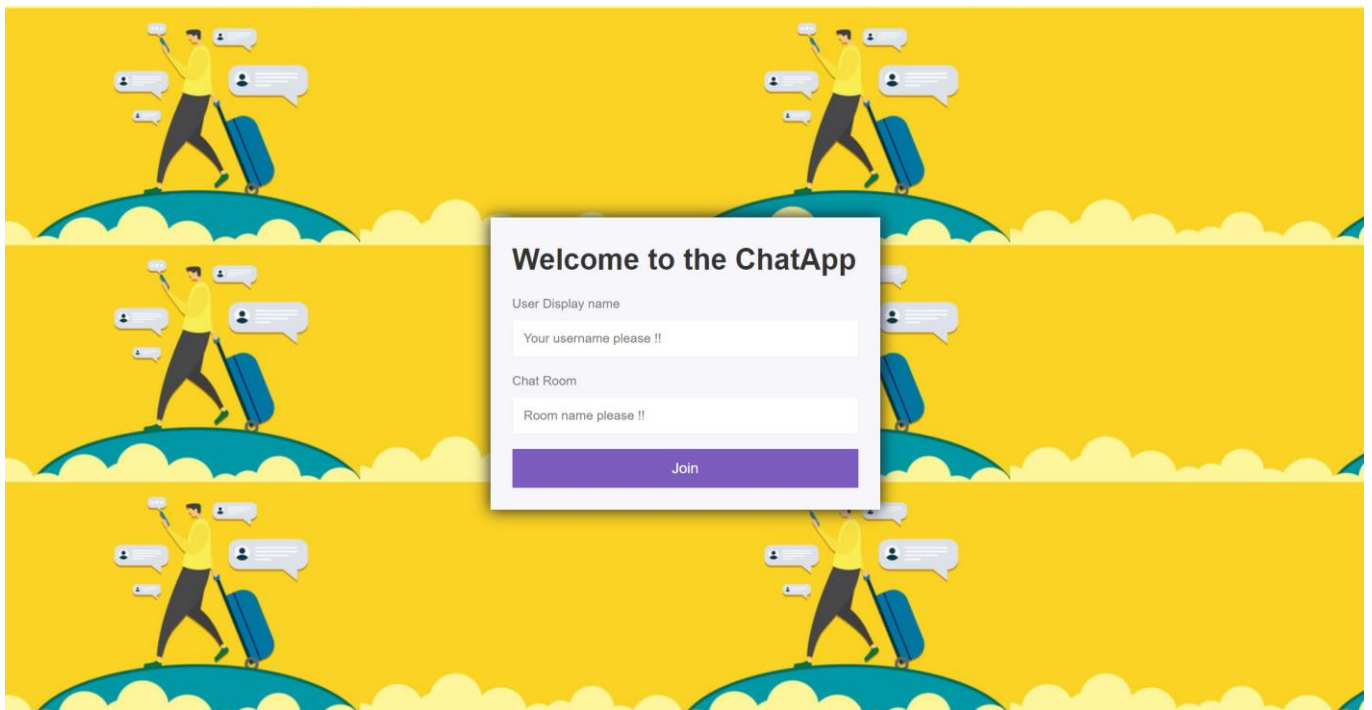 Welcome to the ChatApp
User Display name
Your username please !!
Chat Room
Room name please !!
Join